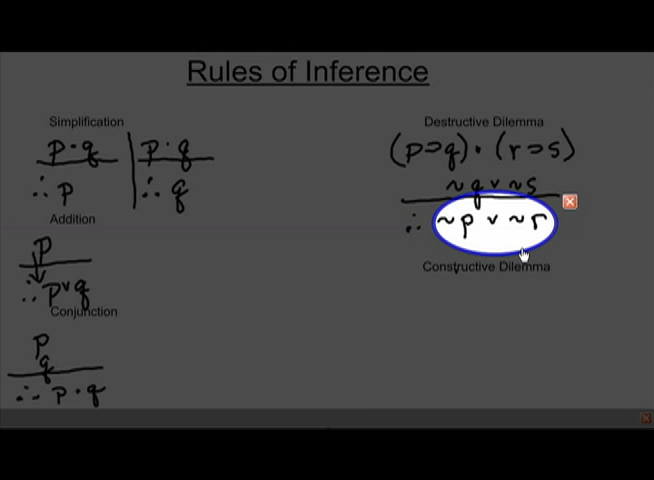 Rules of Inference
Simplification
p · q | p · q
∴ p | ∴ q
Addition
p
∴ p v q
Conjunction
p
q
∴ p · q
Destructive Dilemma
(p ⊃ q) · (r ⊃ s)
~q v ~s
∴ ~p v ~r
Constructive Dilemma